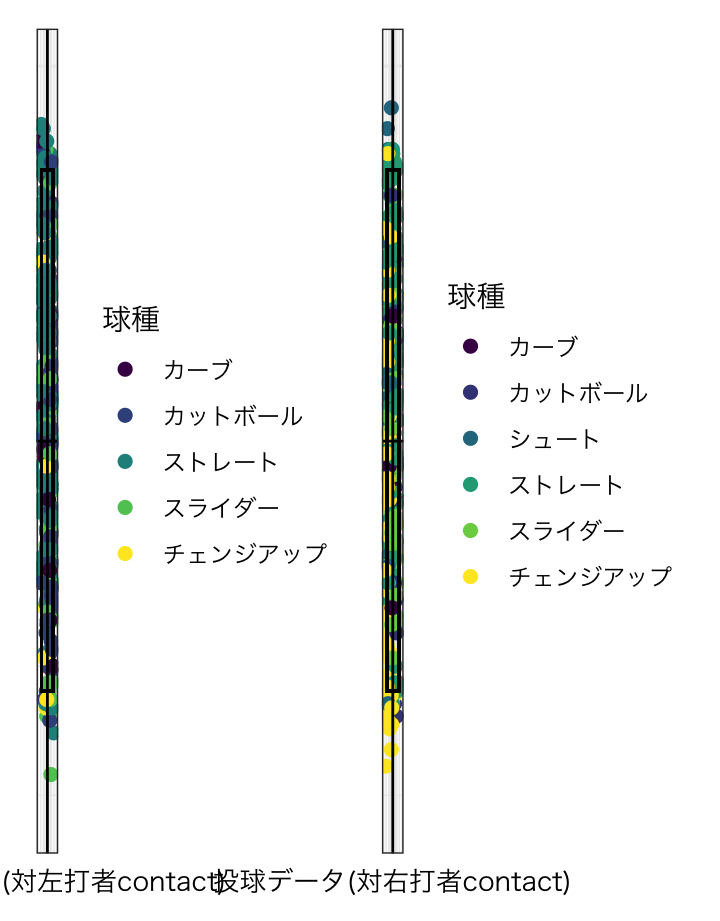 球種
カーブ
カットボール
ストレート
スライダー
チェンジアップ
球種
カーブ
カットボール
シュート
ストレート
スライダー
チェンジアップ
(対左打者contact)
投球データ(対右打者contact)